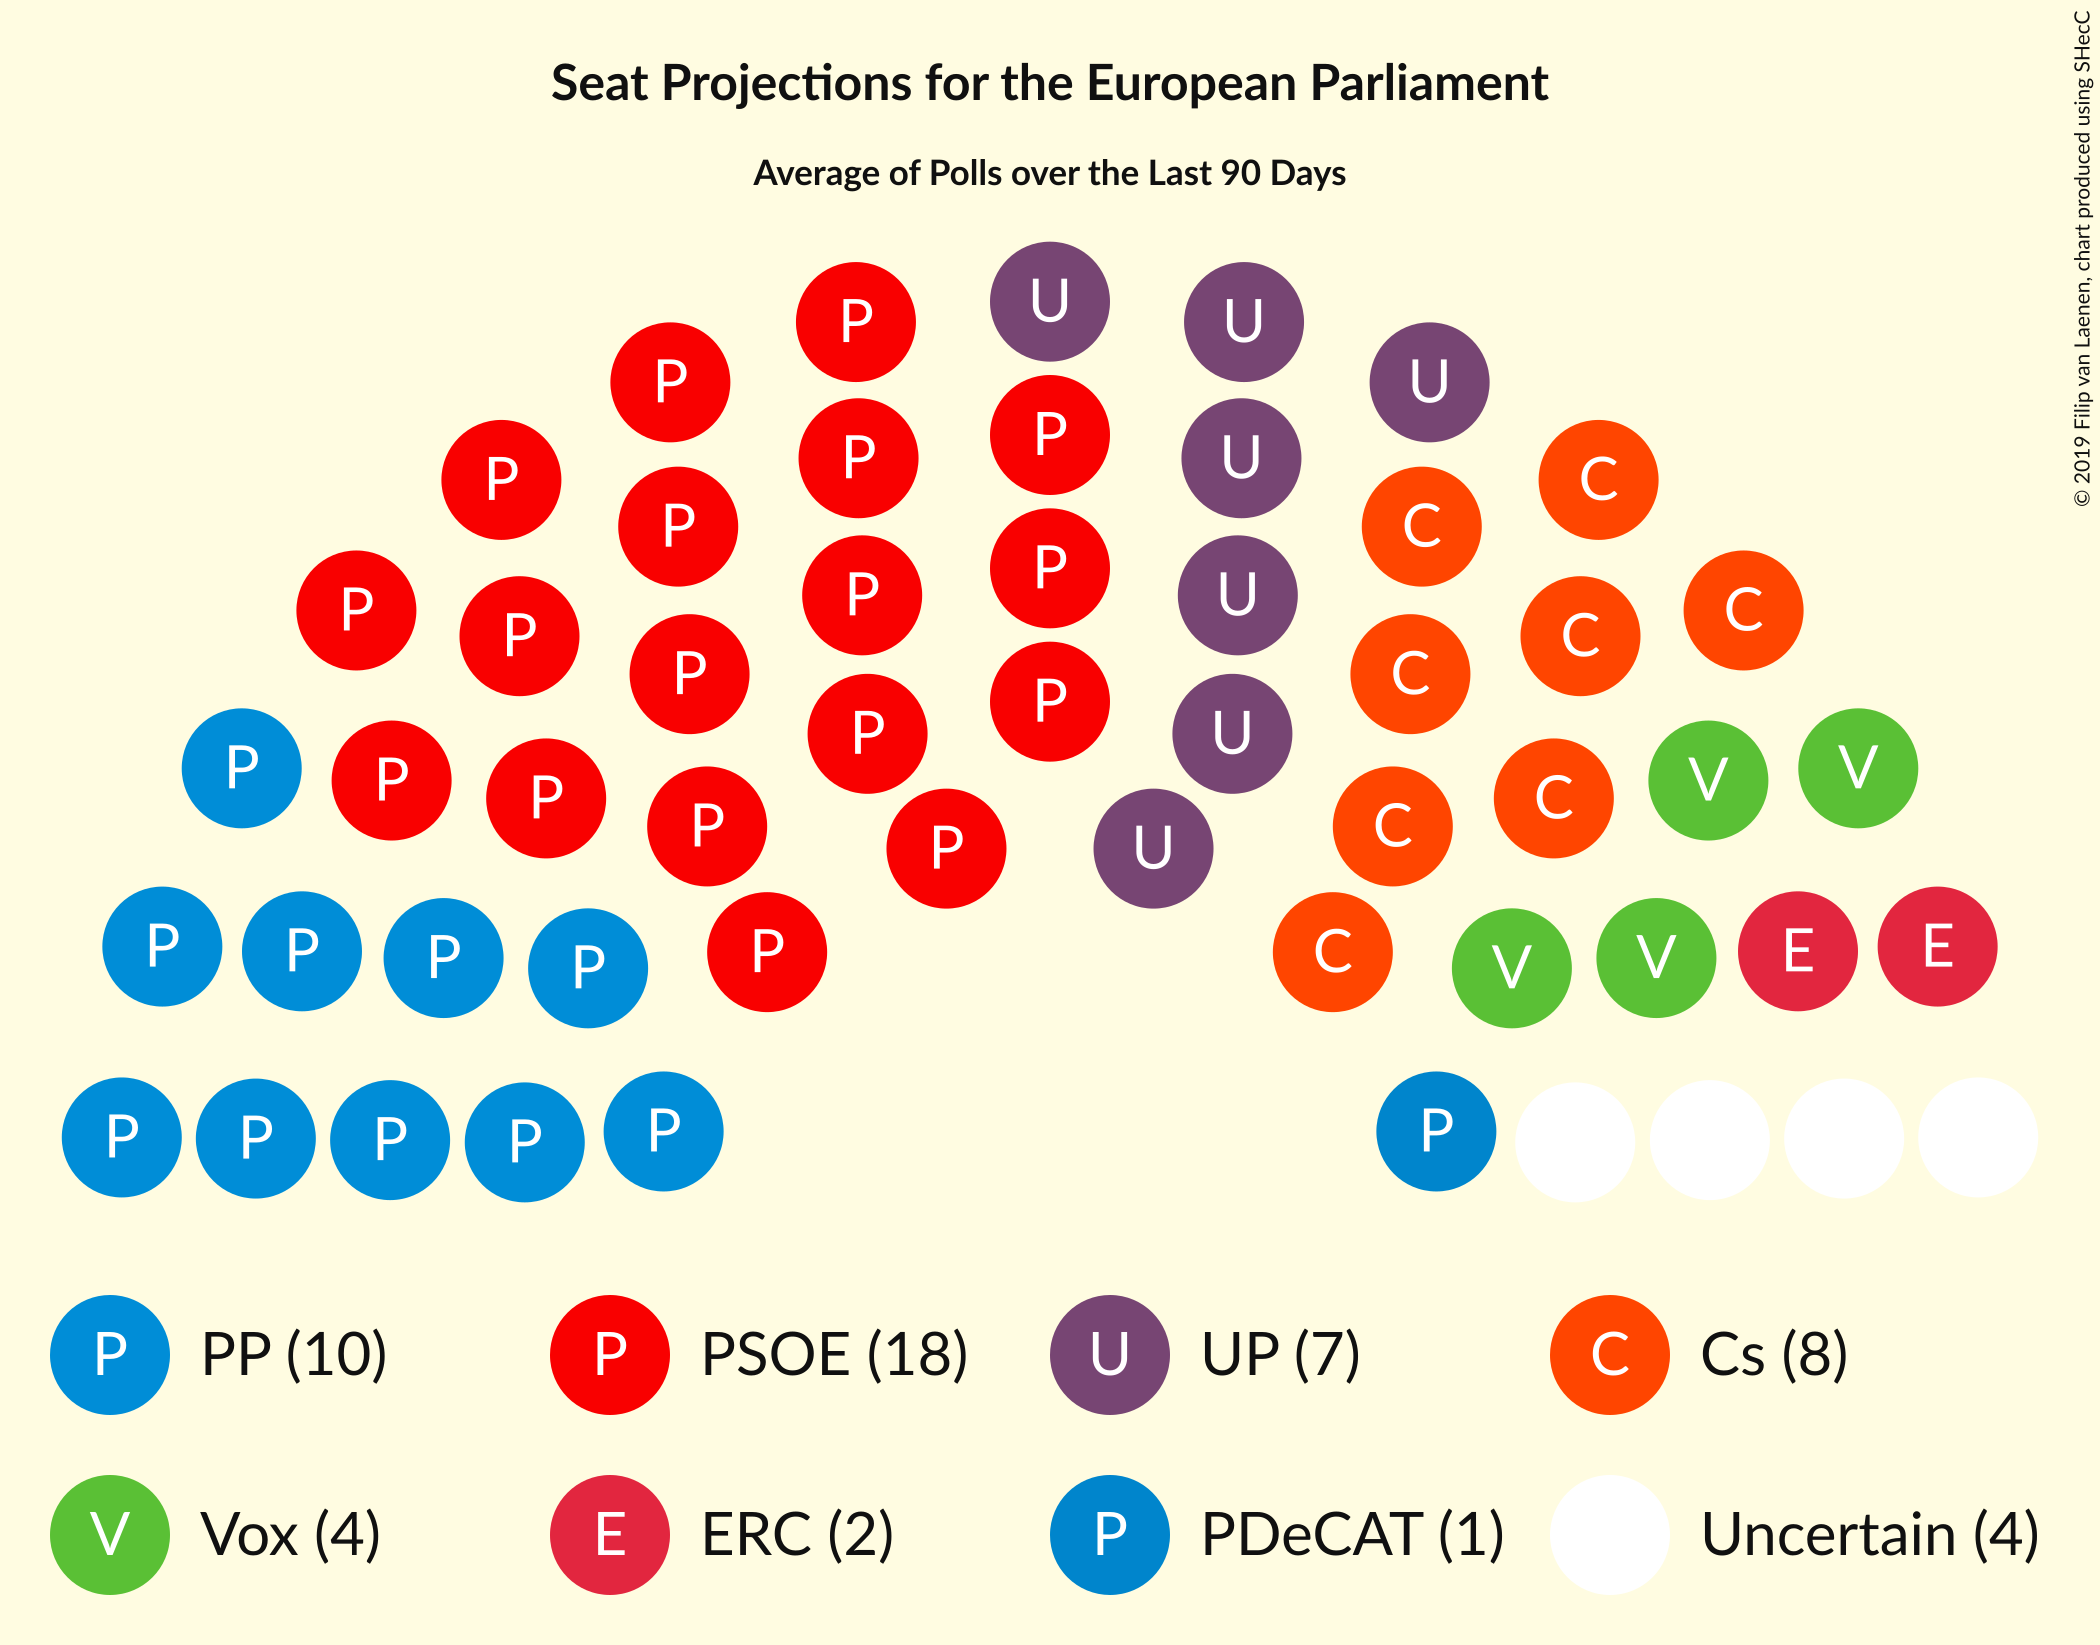 Seat Projections for the European Parliament
Average of Polls over the Last 90 Days
© 2019 Filip van Laenen, chart produced using SHecC
U
P U
P U
P
P U
P C
P C
P
P U
P C
P C
P
P C
P
U
P V
P C
P C
P V
P U
P
P
P C
P V
P V
E
E
P
P
P
P
P P
P PP (10)
P PSOE (18)
U UP (7)
C Cs (8)
V Vox (4)
E ERC (2)
P PDeCAT (1)
Uncertain (4)